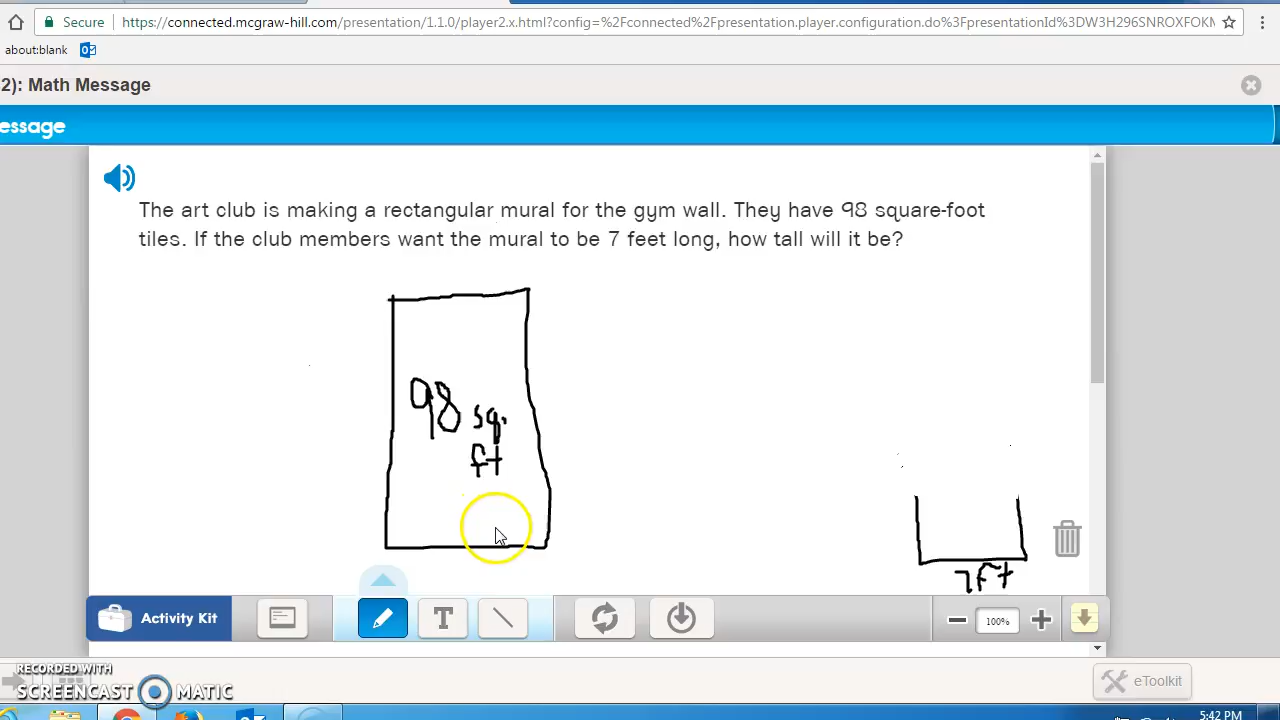 Secure https://connected.mcgraw-hill.com/presentation/1.1.0/player2.x.html?config=%2Fconnected%2Fpresentation.player.configuration.do%3FpresentationId%3DW3H296SNROXFOKM
about:blank
2): Math Message
essage
The art club is making a rectangular mural for the gym wall. They have 98 square-foot
tiles. If the club members want the mural to be 7 feet long, how tall will it be?
98 sq.
ft
7ft
Activity Kit
T
100%
RECORDED WITH
SCREENCAST MATIC
eToolkit
5:42 PM